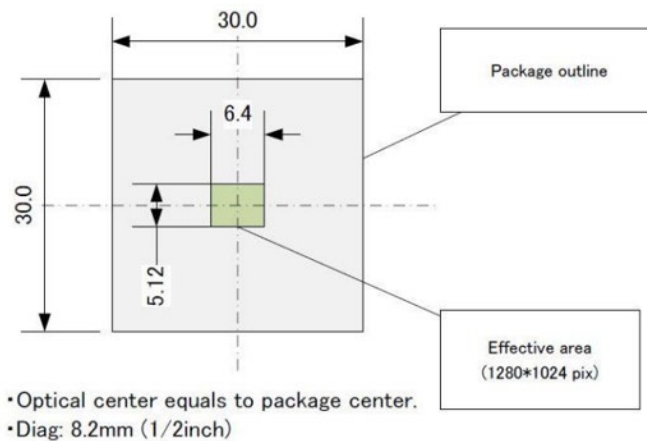 30.0
Package outline
6.4
30.0
5.12
Effective area
(1280*1024 pix)
・Optical center equals to package center.
・Diag: 8.2mm (1/2inch)